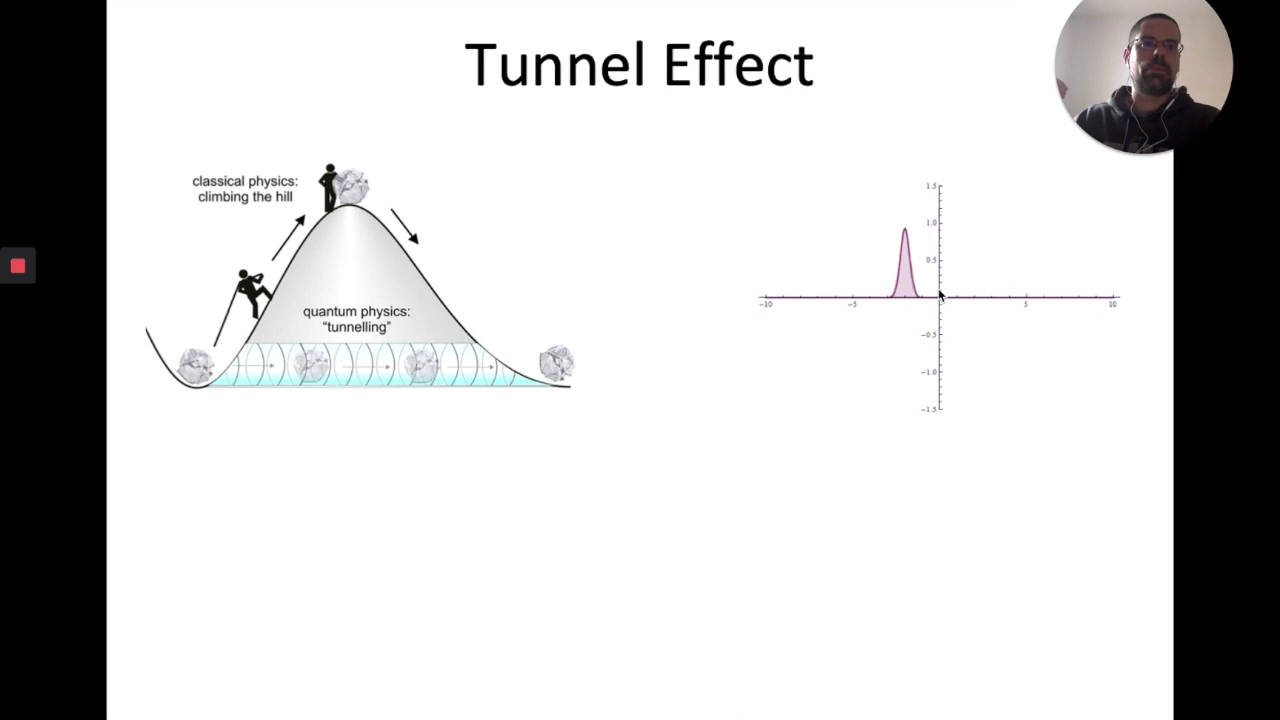 Tunnel Effect
classical physics:
climbing the hill
quantum physics:
“tunnelling”
1.5
1.0
0.5
−10
−5
5
10
−0.5
−1.0
−1.5